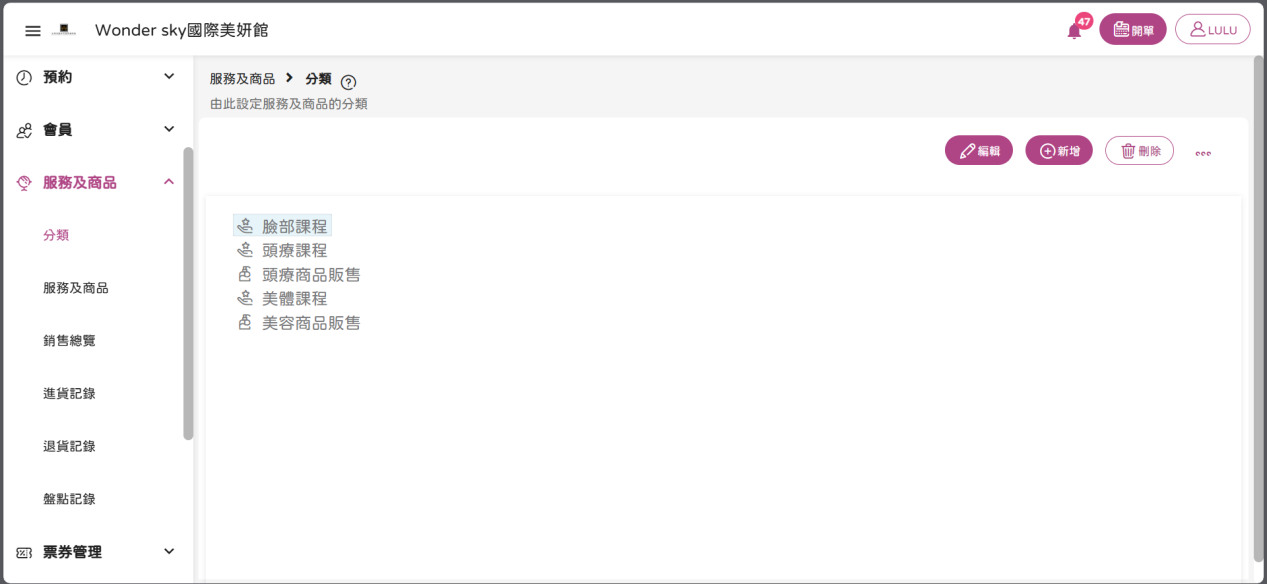 Wonder sky國際美妍館
47
開單
LULU
預約
會員
服務及商品
分類
服務及商品
銷售總覽
進貨記錄
退貨記錄
盤點記錄
票券管理
服務及商品 > 分類 ?
由此設定服務及商品的分類
編輯
新增
刪除
臉部課程
頭療課程
頭療商品販售
美體課程
美容商品販售